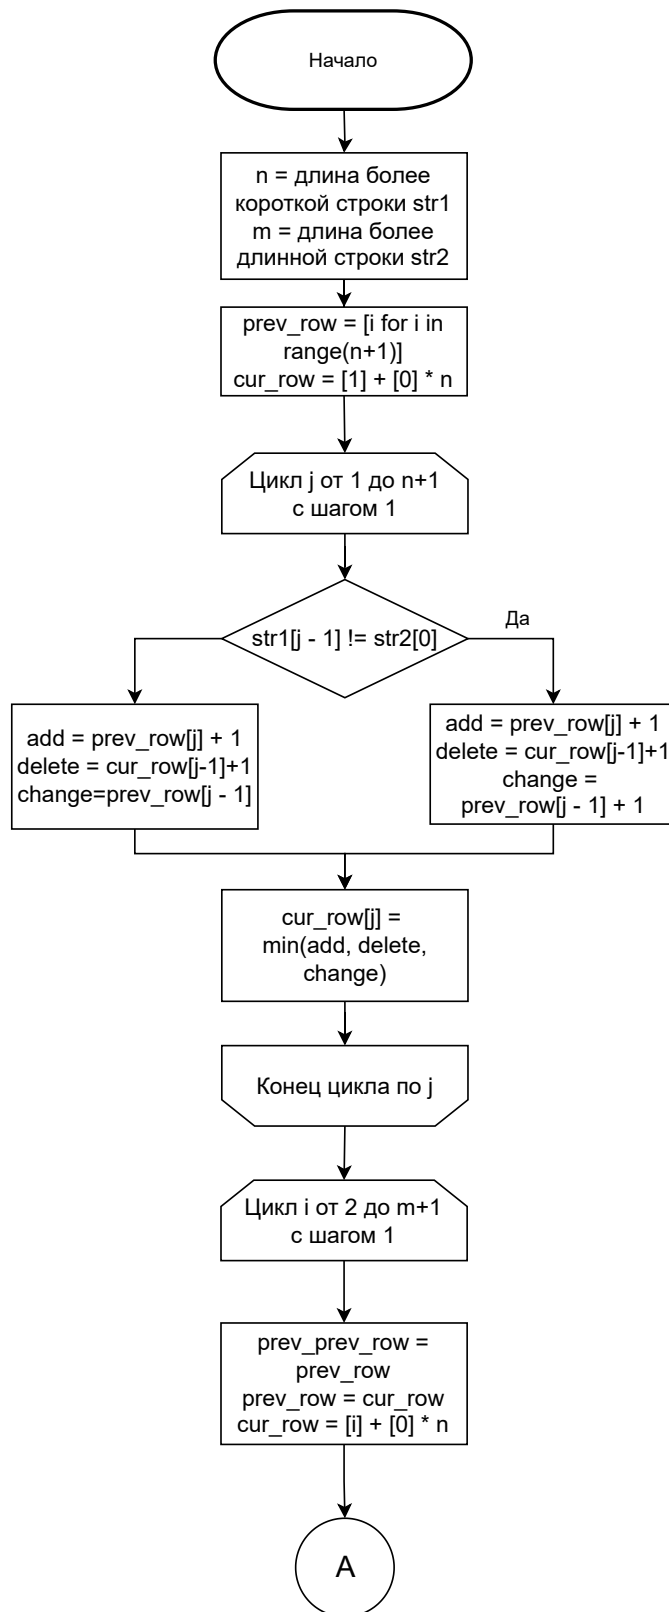 Начало
n = длина более
короткой строки str1
m = длина более
длинной строки str2
prev_row = [i for i in
range(n+1)]
cur_row = [1] + [0] * n
Цикл j от 1 до n+1
с шагом 1
str1[j - 1] != str2[0]
Да
add = prev_row[j] + 1
delete = cur_row[j-1]+1
change=prev_row[j - 1]
add = prev_row[j] + 1
delete = cur_row[j-1]+1
change =
prev_row[j - 1] + 1
cur_row[j] =
min(add, delete,
change)
Конец цикла по j
Цикл i от 2 до m+1
с шагом 1
prev_prev_row =
prev_row
prev_row = cur_row
cur_row = [i] + [0] * n
A